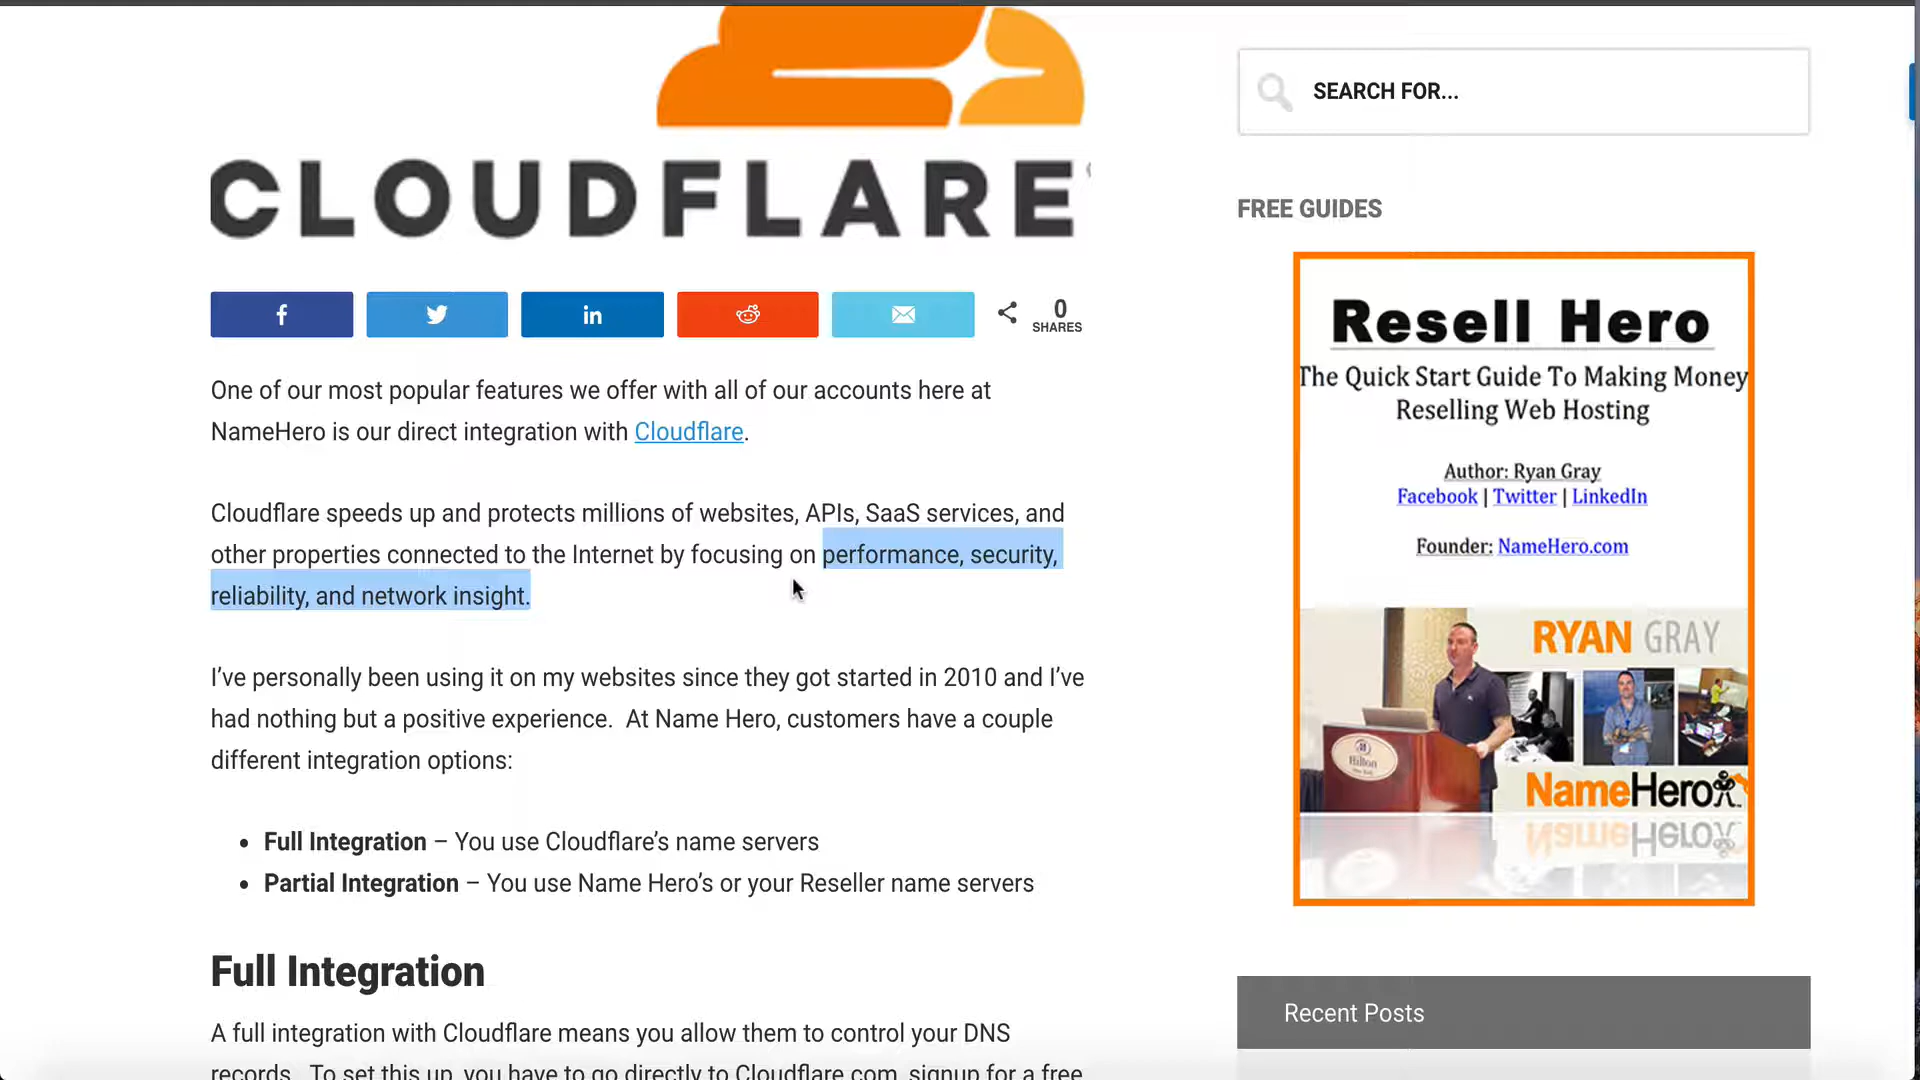 CLOUDFLARE
0
SHARES
One of our most popular features we offer with all of our accounts here at
NameHero is our direct integration with Cloudflare.
Cloudflare speeds up and protects millions of websites, APIs, SaaS services, and
other properties connected to the Internet by focusing on performance, security,
reliability, and network insight.
I’ve personally been using it on my websites since they got started in 2010 and I’ve
had nothing but a positive experience.  At Name Hero, customers have a couple
different integration options:
• Full Integration – You use Cloudflare’s name servers
• Partial Integration – You use Name Hero’s or your Reseller name servers
Full Integration
A full integration with Cloudflare means you allow them to control your DNS
records.  To set this up, you have to go directly to Cloudflare.com, signup for a free
SEARCH FOR...
FREE GUIDES
Resell Hero
The Quick Start Guide To Making Money
Reselling Web Hosting
Author: Ryan Gray
Facebook | Twitter | LinkedIn
Founder: NameHero.com
RYAN GRAY
Hilton
NameHero
Recent Posts